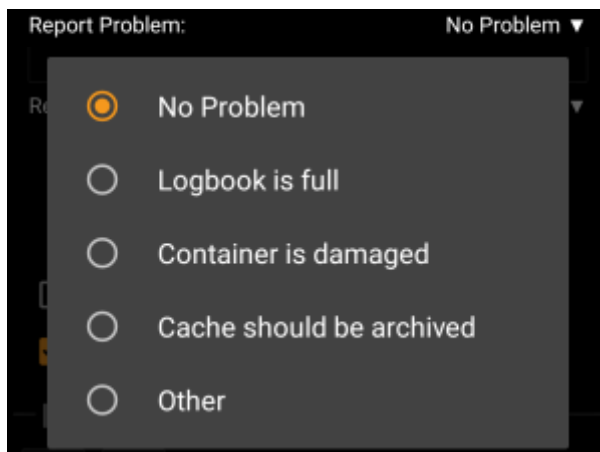 Report Problem: No Problem ▼
No Problem
Logbook is full
Container is damaged
Cache should be archived
Other